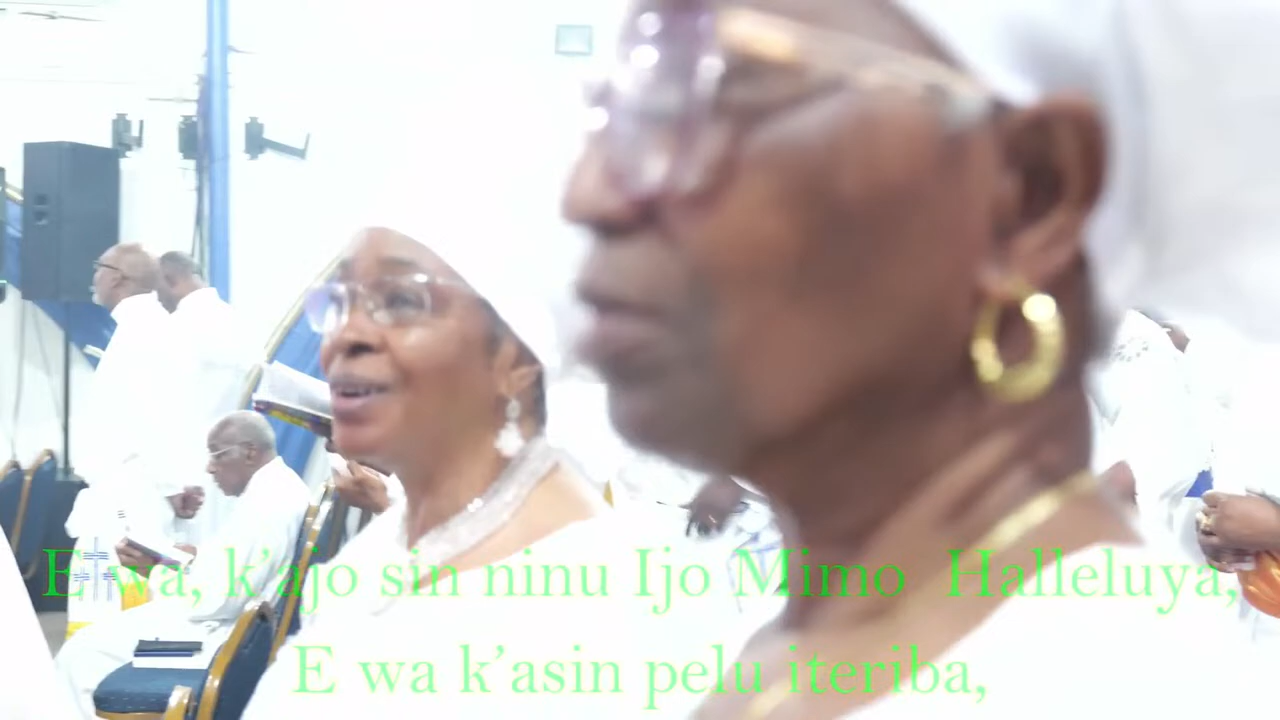 E wa, k'ajo sin ninu Ijo Mimo Halleluya,
E wa k'asin pelu iteriba,